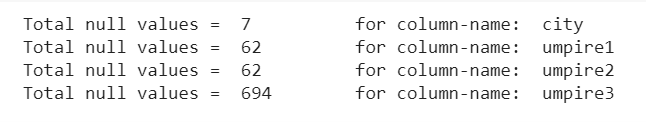 Total null values = 7 for column-name: city
Total null values = 62 for column-name: umpire1
Total null values = 62 for column-name: umpire2
Total null values = 694 for column-name: umpire3